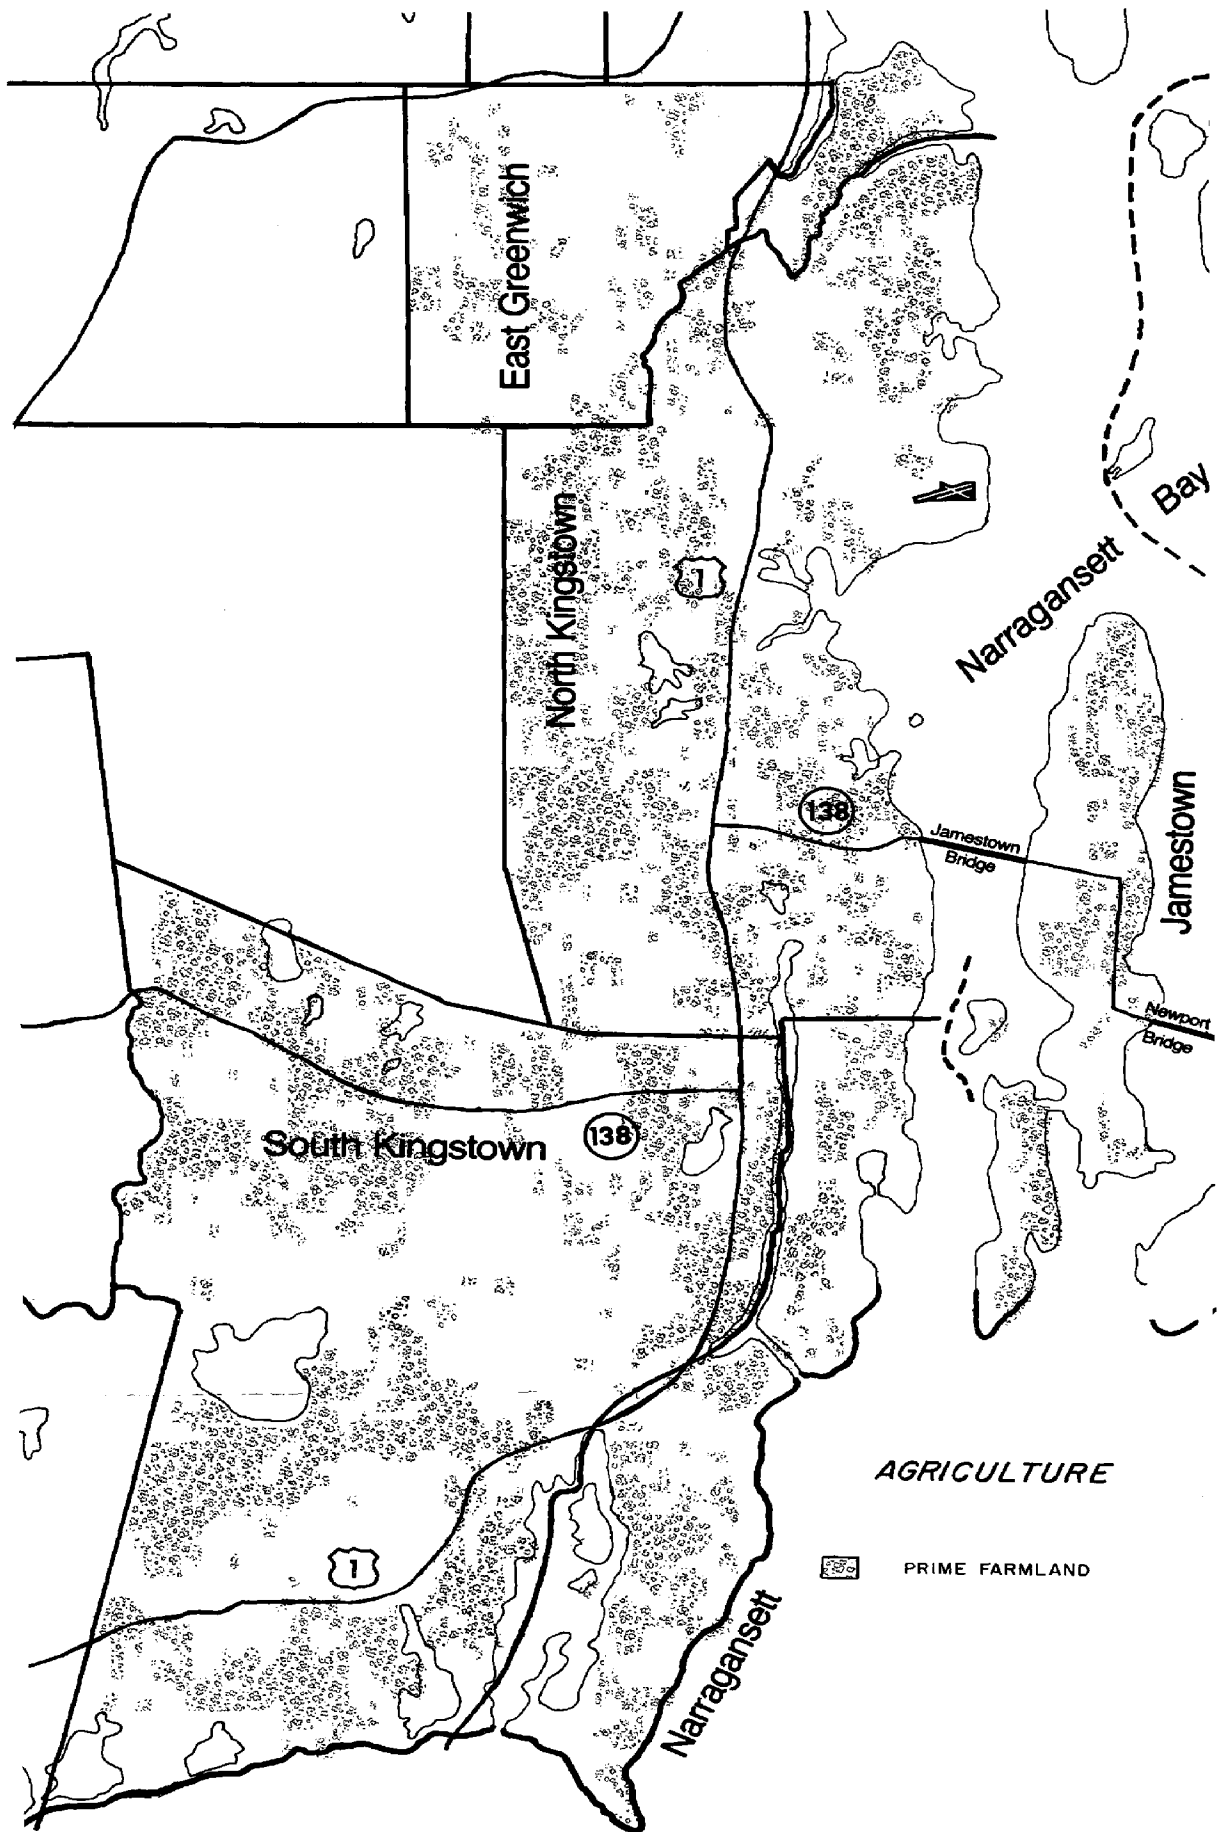 East Greenwich
Bay
Narragansett
North Kingstown
1
138
Jamestown
Bridge
Jamestown
Newport
Bridge
South Kingstown
138
AGRICULTURE
1
PRIME FARMLAND
Narragansett